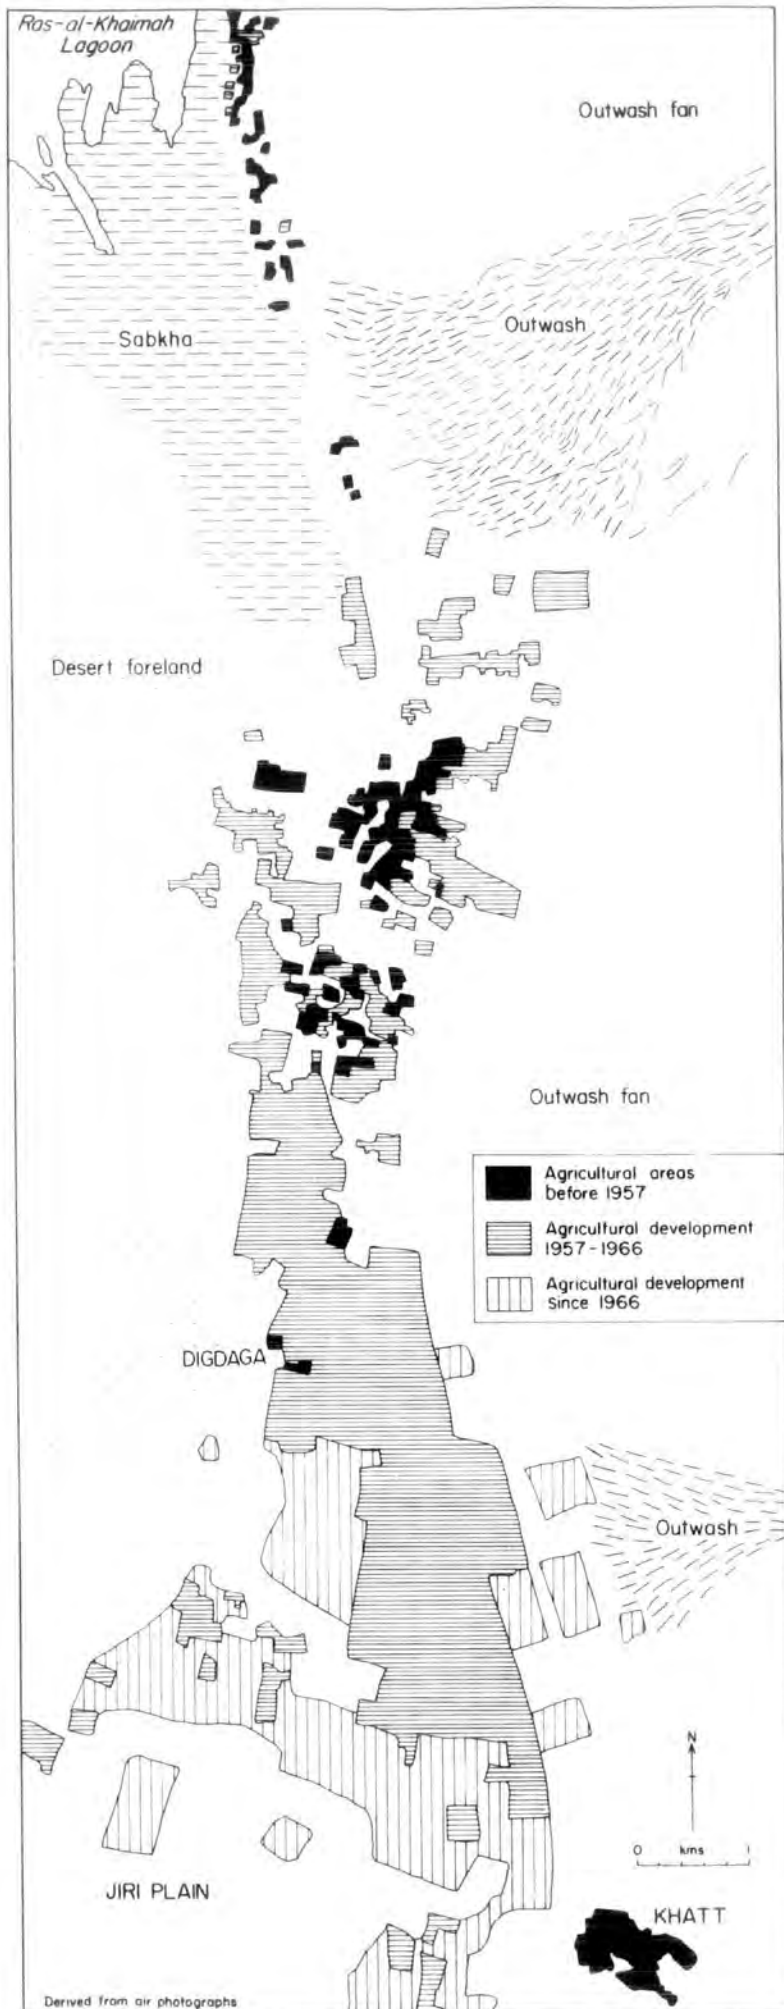 Ras-al-Khaimah
Lagoon
Outwash fan
Outwash
Sabkha
Desert foreland
Outwash fan
Agricultural areas
before 1957
Agricultural development
1957-1966
Agricultural development
since 1966
DIGDAGA
Outwash
N
0 kms 1
JIRI PLAIN
KHATT
Derived from air photographs